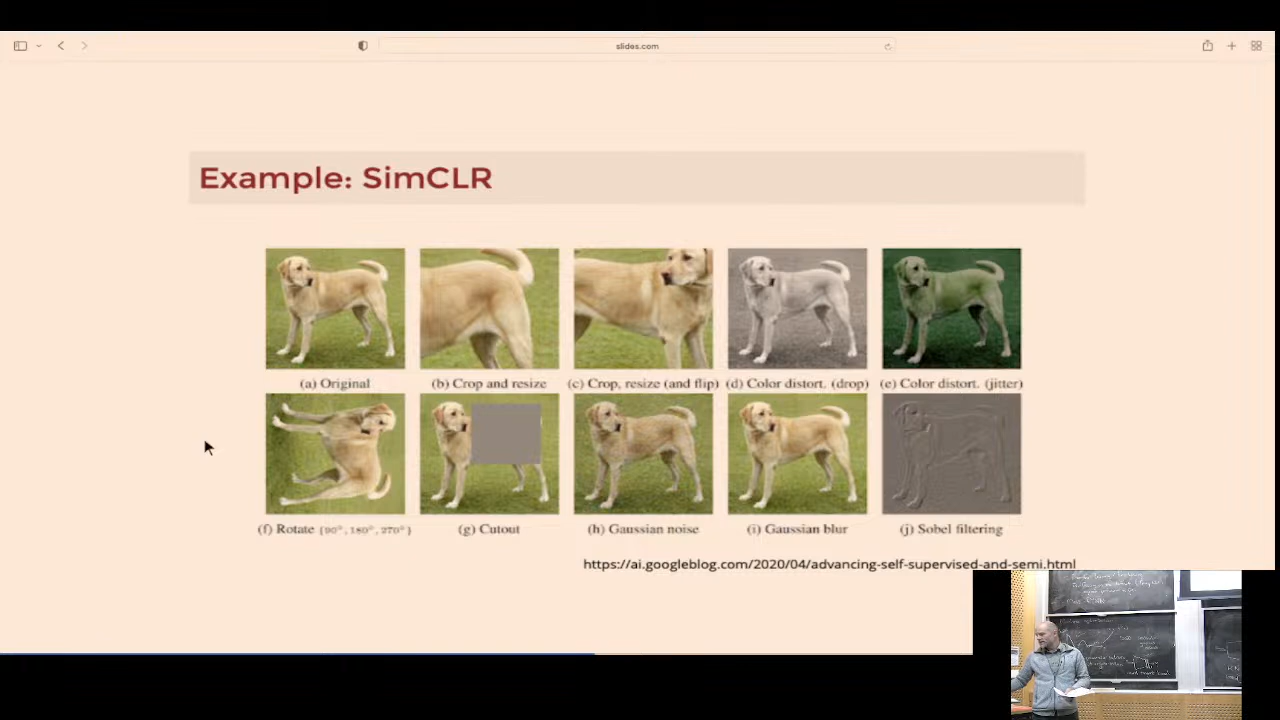 slides.com
Example: SimCLR
(a) Original
(b) Crop and resize
(c) Crop, resize (and flip)
(d) Color distort. (drop)
(e) Color distort. (jitter)
(f) Rotate {90°, 180°, 270°}
(g) Cutout
(h) Gaussian noise
(i) Gaussian blur
(j) Sobel filtering
https://ai.googleblog.com/2020/04/advancing-self-supervised-and-semi.html